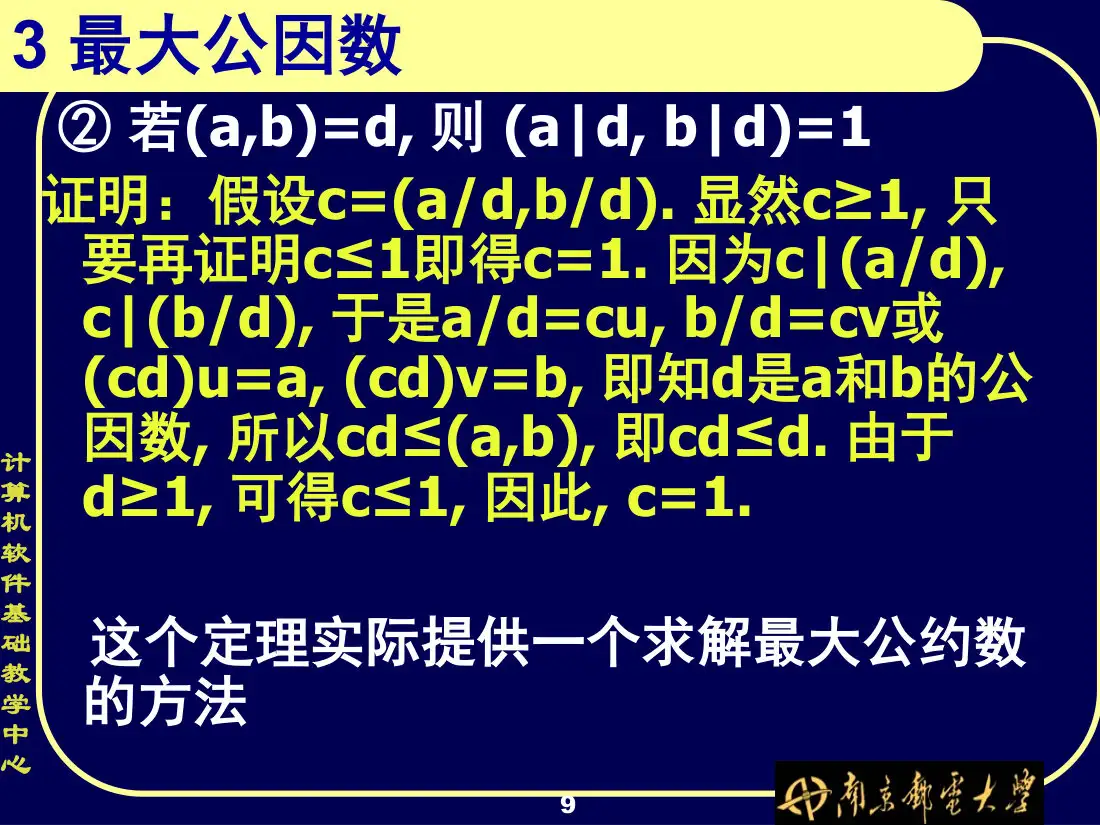 3 最大公因数
② 若(a,b)=d, 则 (a|d, b|d)=1
证明：假设c=(a/d,b/d). 显然c≥1, 只
要再证明c≤1即得c=1. 因为c|(a/d),
c|(b/d), 于是a/d=cu, b/d=cv或
(cd)u=a, (cd)v=b, 即知d是a和b的公
因数, 所以cd≤(a,b), 即cd≤d. 由于
d≥1, 可得c≤1, 因此, c=1.
这个定理实际提供一个求解最大公约数
的方法
计算机软件基础教学中心
9
南京郵電大學